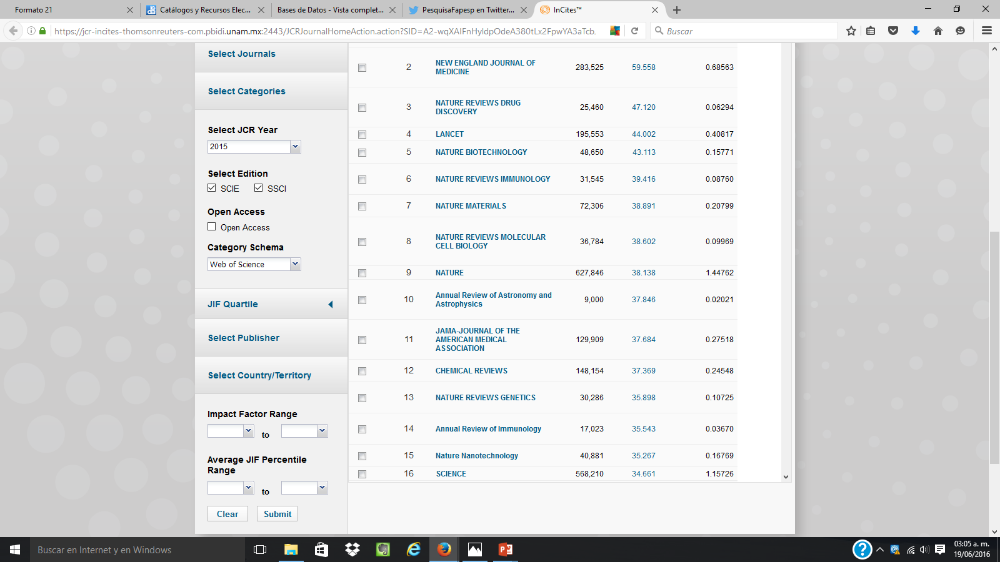 Formato 21
Catálogos y Recursos Elec...
Bases de Datos - Vista complet...
PesquisaFapesp en Twitter...
InCites™
https://jcr-incites-thomsonreuters-com.pbidi.unam.mx:2443/JCRJournalHomeAction.action?SID=A2-wqXAIFnHyldpOdeA380tLx2FpwYA3aTcb.
Buscar
Select Journals
Select Categories
Select JCR Year
2015
Select Edition
SCIE SSCI
Open Access
Open Access
Category Schema
Web of Science
JIF Quartile
Select Publisher
Select Country/Territory
Impact Factor Range
to
Average JIF Percentile
Range
to
Clear Submit
2 NEW ENGLAND JOURNAL OF 283,525 59.558 0.68563
MEDICINE
3 NATURE REVIEWS DRUG 25,460 47.120 0.06294
DISCOVERY
4 LANCET 195,553 44.002 0.40817
5 NATURE BIOTECHNOLOGY 48,650 43.113 0.15771
6 NATURE REVIEWS IMMUNOLOGY 31,545 39.416 0.08760
7 NATURE MATERIALS 72,306 38.891 0.20799
8 NATURE REVIEWS MOLECULAR 36,784 38.602 0.09969
CELL BIOLOGY
9 NATURE 627,846 38.138 1.44762
10 Annual Review of Astronomy and 9,000 37.846 0.02021
Astrophysics
11 JAMA-JOURNAL OF THE
AMERICAN MEDICAL 129,909 37.684 0.27518
ASSOCIATION
12 CHEMICAL REVIEWS 148,154 37.369 0.24548
13 NATURE REVIEWS GENETICS 30,286 35.898 0.10725
14 Annual Review of Immunology 17,023 35.543 0.03670
15 Nature Nanotechnology 40,881 35.267 0.16769
16 SCIENCE 568,210 34.661 1.15726
Buscar en Internet y en Windows
03:05 a. m.
19/06/2016